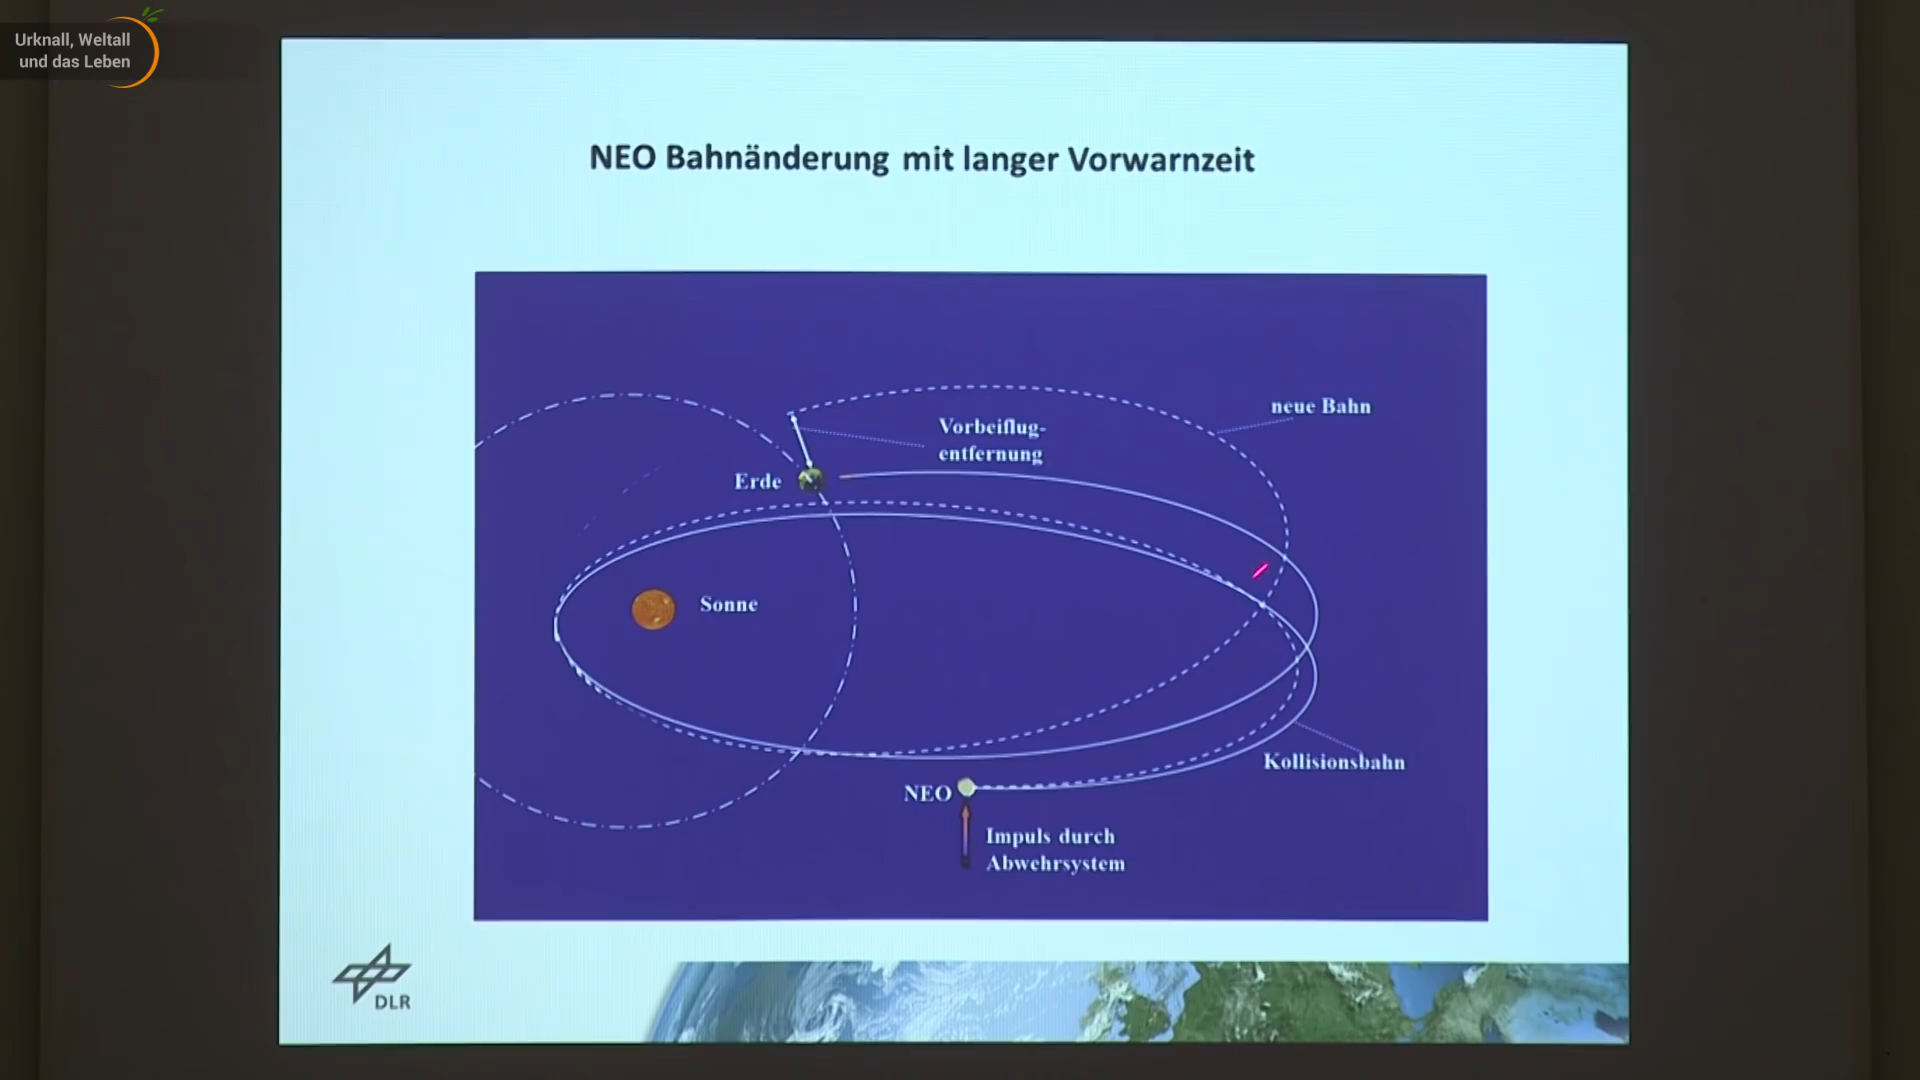 Urknall, Weltall
und das Leben
NEO Bahnänderung mit langer Vorwarnzeit
neue Bahn
Vorbeiflug-
entfernung
Erde
Sonne
Kollisionsbahn
NEO
Impuls durch
Abwehrsystem
DLR